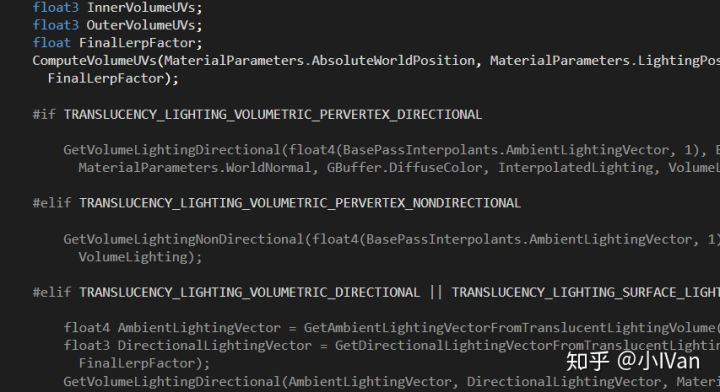 float3 InnerVolumeUVs;
float3 OuterVolumeUVs;
float FinalLerpFactor;
ComputeVolumeUVs(MaterialParameters.AbsoluteWorldPosition, MaterialParameters.LightingPos
FinalLerpFactor);
#if TRANSLUCENCY_LIGHTING_VOLUMETRIC_PERVERTEX_DIRECTIONAL
GetVolumeLightingDirectional(float4(BasePassInterpolants.AmbientLightingVector, 1), B
MaterialParameters.WorldNormal, GBuffer.DiffuseColor, InterpolatedLighting, VolumeL
#elif TRANSLUCENCY_LIGHTING_VOLUMETRIC_PERVERTEX_NONDIRECTIONAL
GetVolumeLightingNonDirectional(float4(BasePassInterpolants.AmbientLightingVector, 1)
VolumeLighting);
#elif TRANSLUCENCY_LIGHTING_VOLUMETRIC_DIRECTIONAL || TRANSLUCENCY_LIGHTING_SURFACE_LIGHT
float4 AmbientLightingVector = GetAmbientLightingVectorFromTranslucentLightingVolume(
float3 DirectionalLightingVector = GetDirectionalLightingVectorFromTranslucentLightin
FinalLerpFactor);
GetVolumeLightingDirectional(AmbientLightingVector, DirectionalLightingVector, Mater
知乎 @小IVan